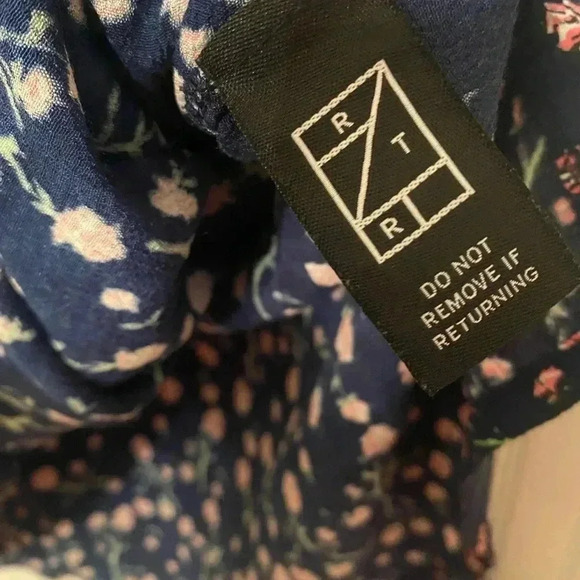 R
T
R
DO NOT
REMOVE IF
RETURNING